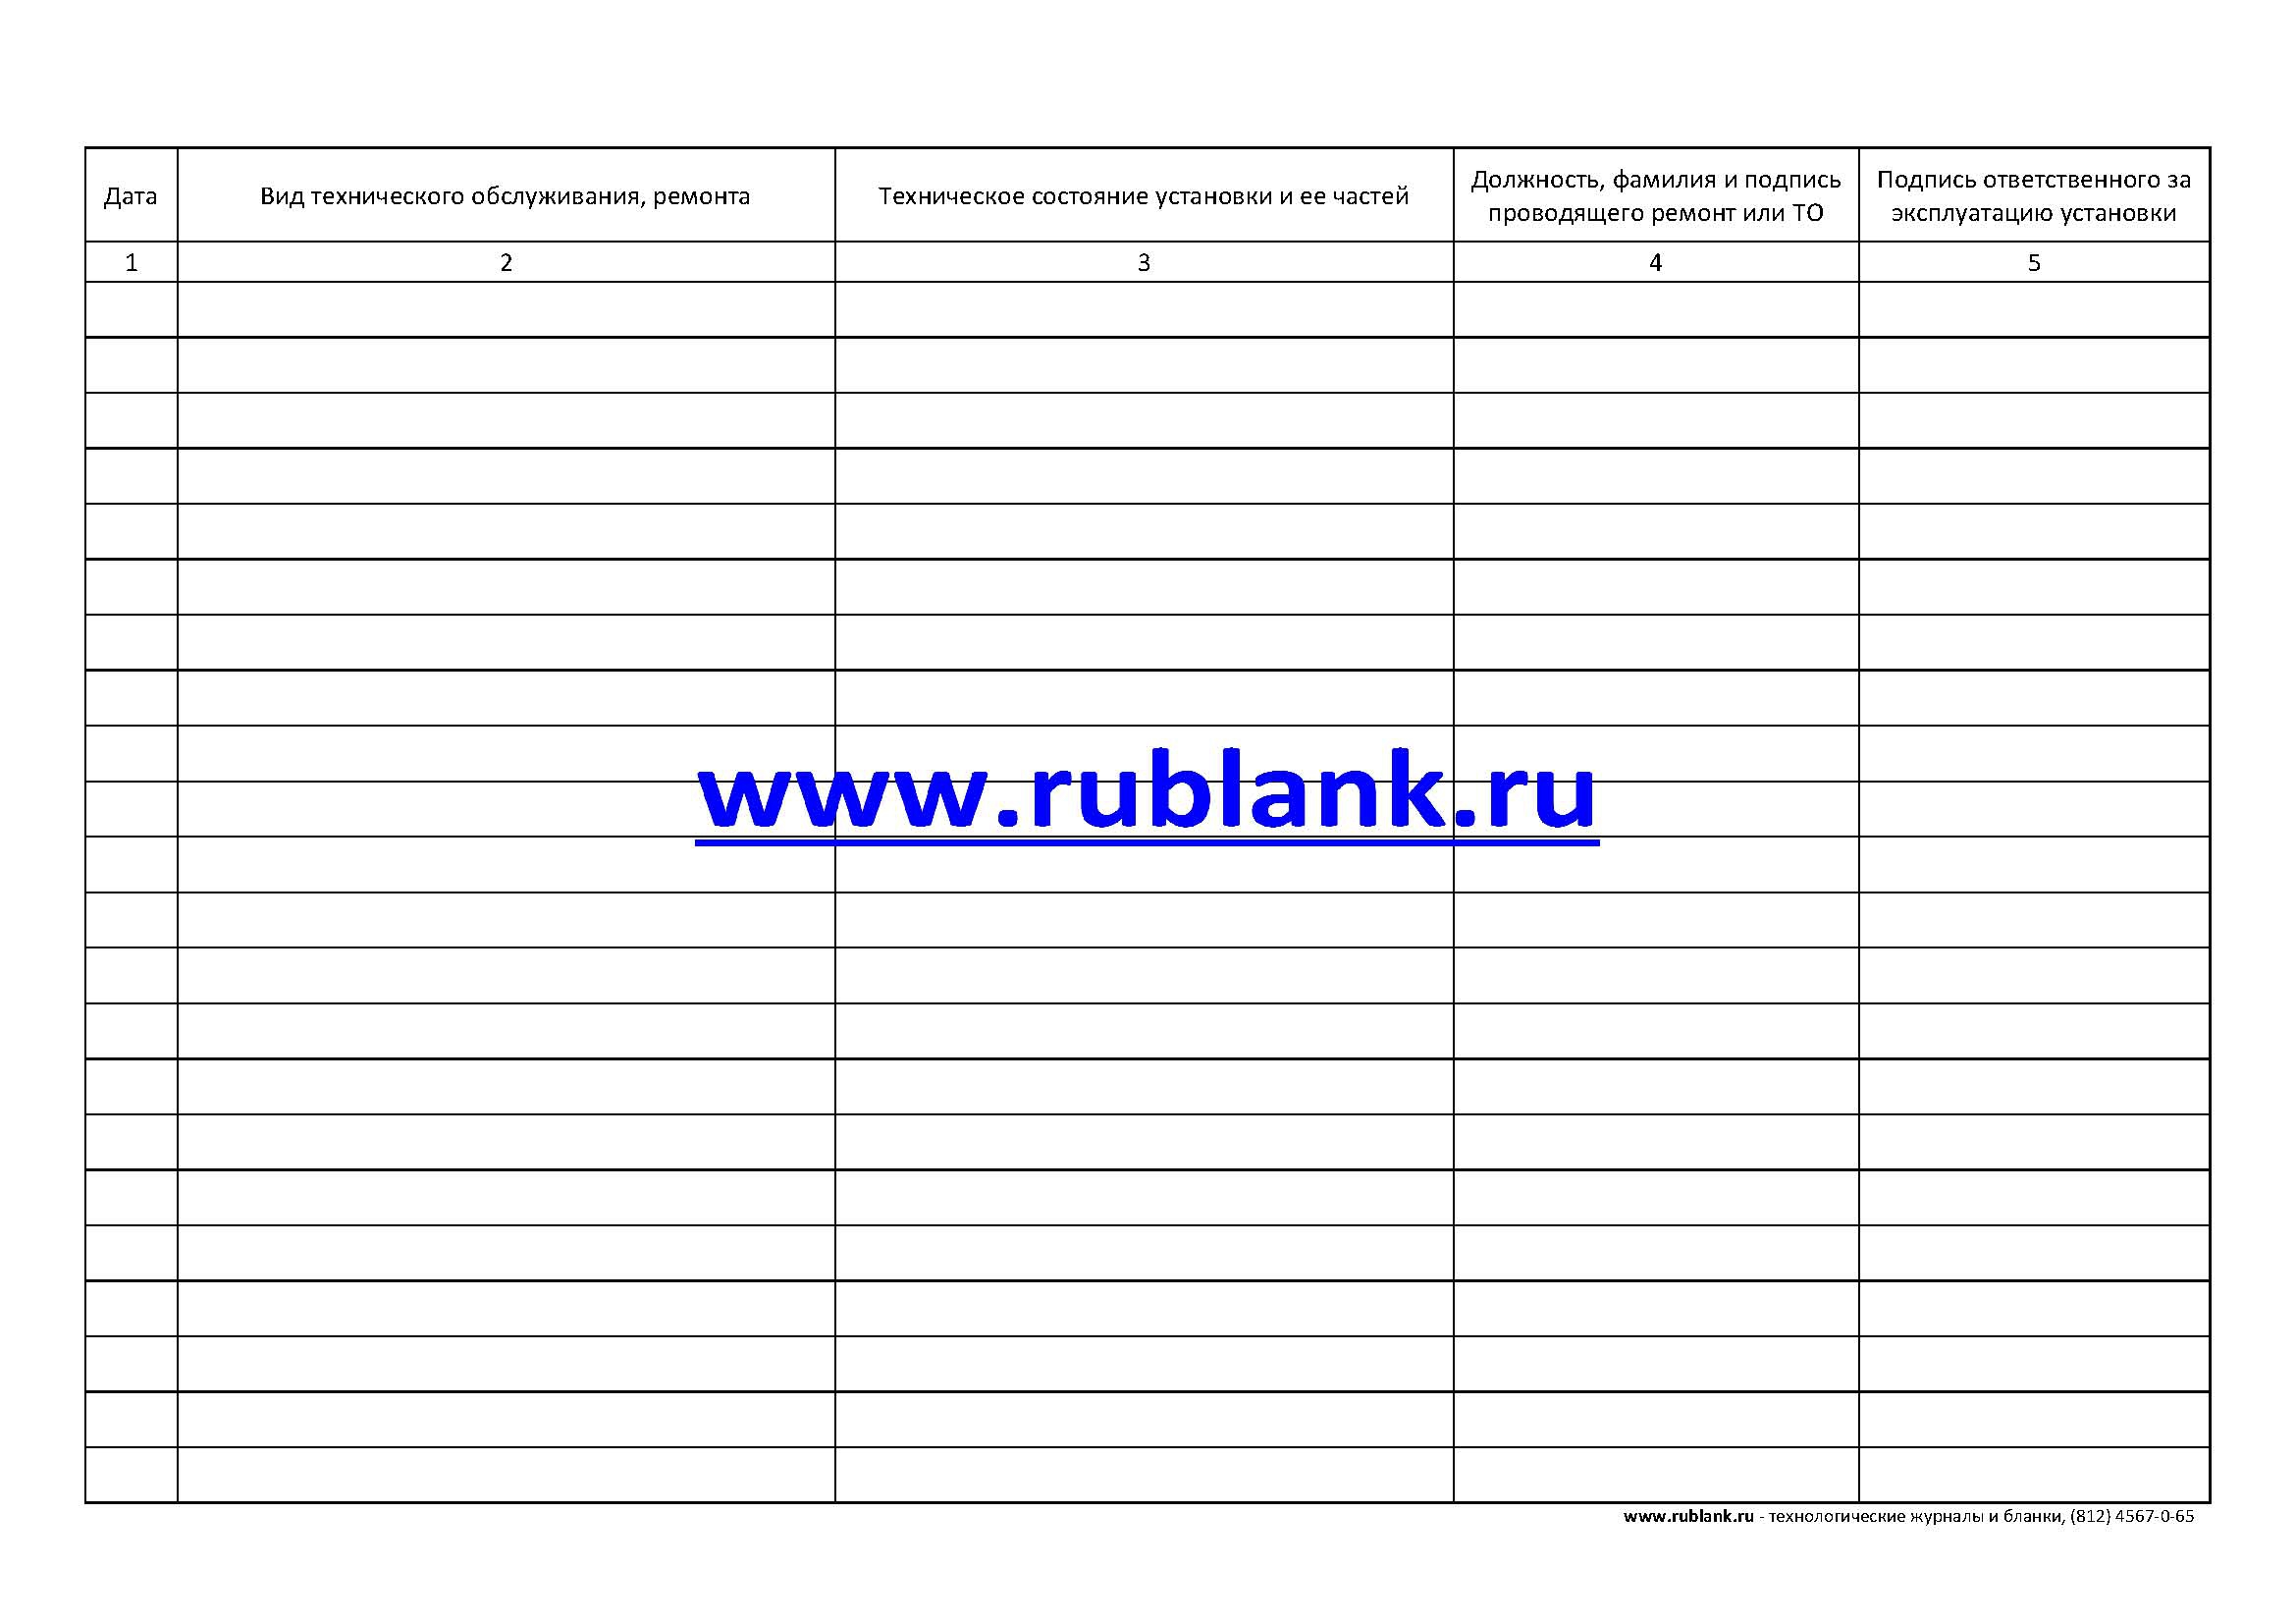 Дата
Вид технического обслуживания, ремонта
Техническое состояние установки и ее частей
Должность, фамилия и подпись
проводящего ремонт или ТО
Подпись ответственного за
эксплуатацию установки
1
2
3
4
5
www.rublank.ru
www.rublank.ru - технологические журналы и бланки, (812) 4567-0-65